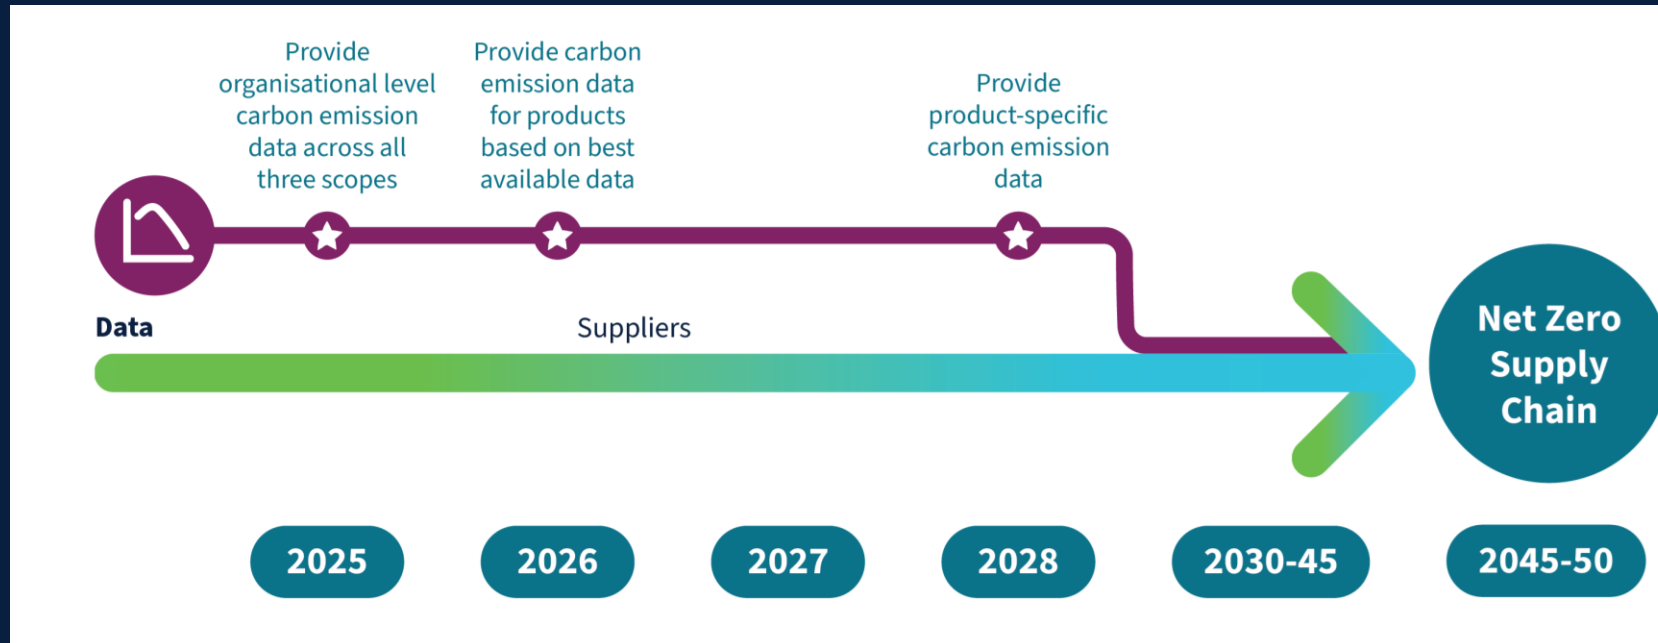 Provide
organisational level
carbon emission
data across all
three scopes
Provide carbon
emission data
for products
based on best
available data
Provide
product-specific
carbon emission
data
Data
Suppliers
Net Zero
Supply
Chain
2025
2026
2027
2028
2030-45
2045-50